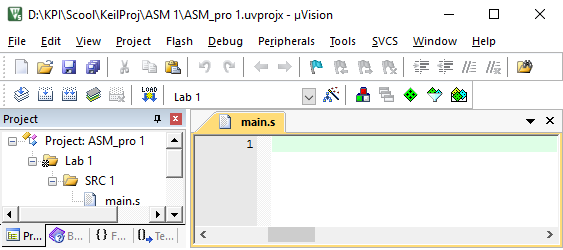 D:\KPI\Scool\KeilProj\ASM 1\ASM_pro 1.uvprojx - µVision
File Edit View Project Flash Debug Peripherals Tools SVCS Window Help
LOAD
Lab 1
Project
Project: ASM_pro 1
Lab 1
SRC 1
main.s
Pr... B... {} F... Te...
main.s
1